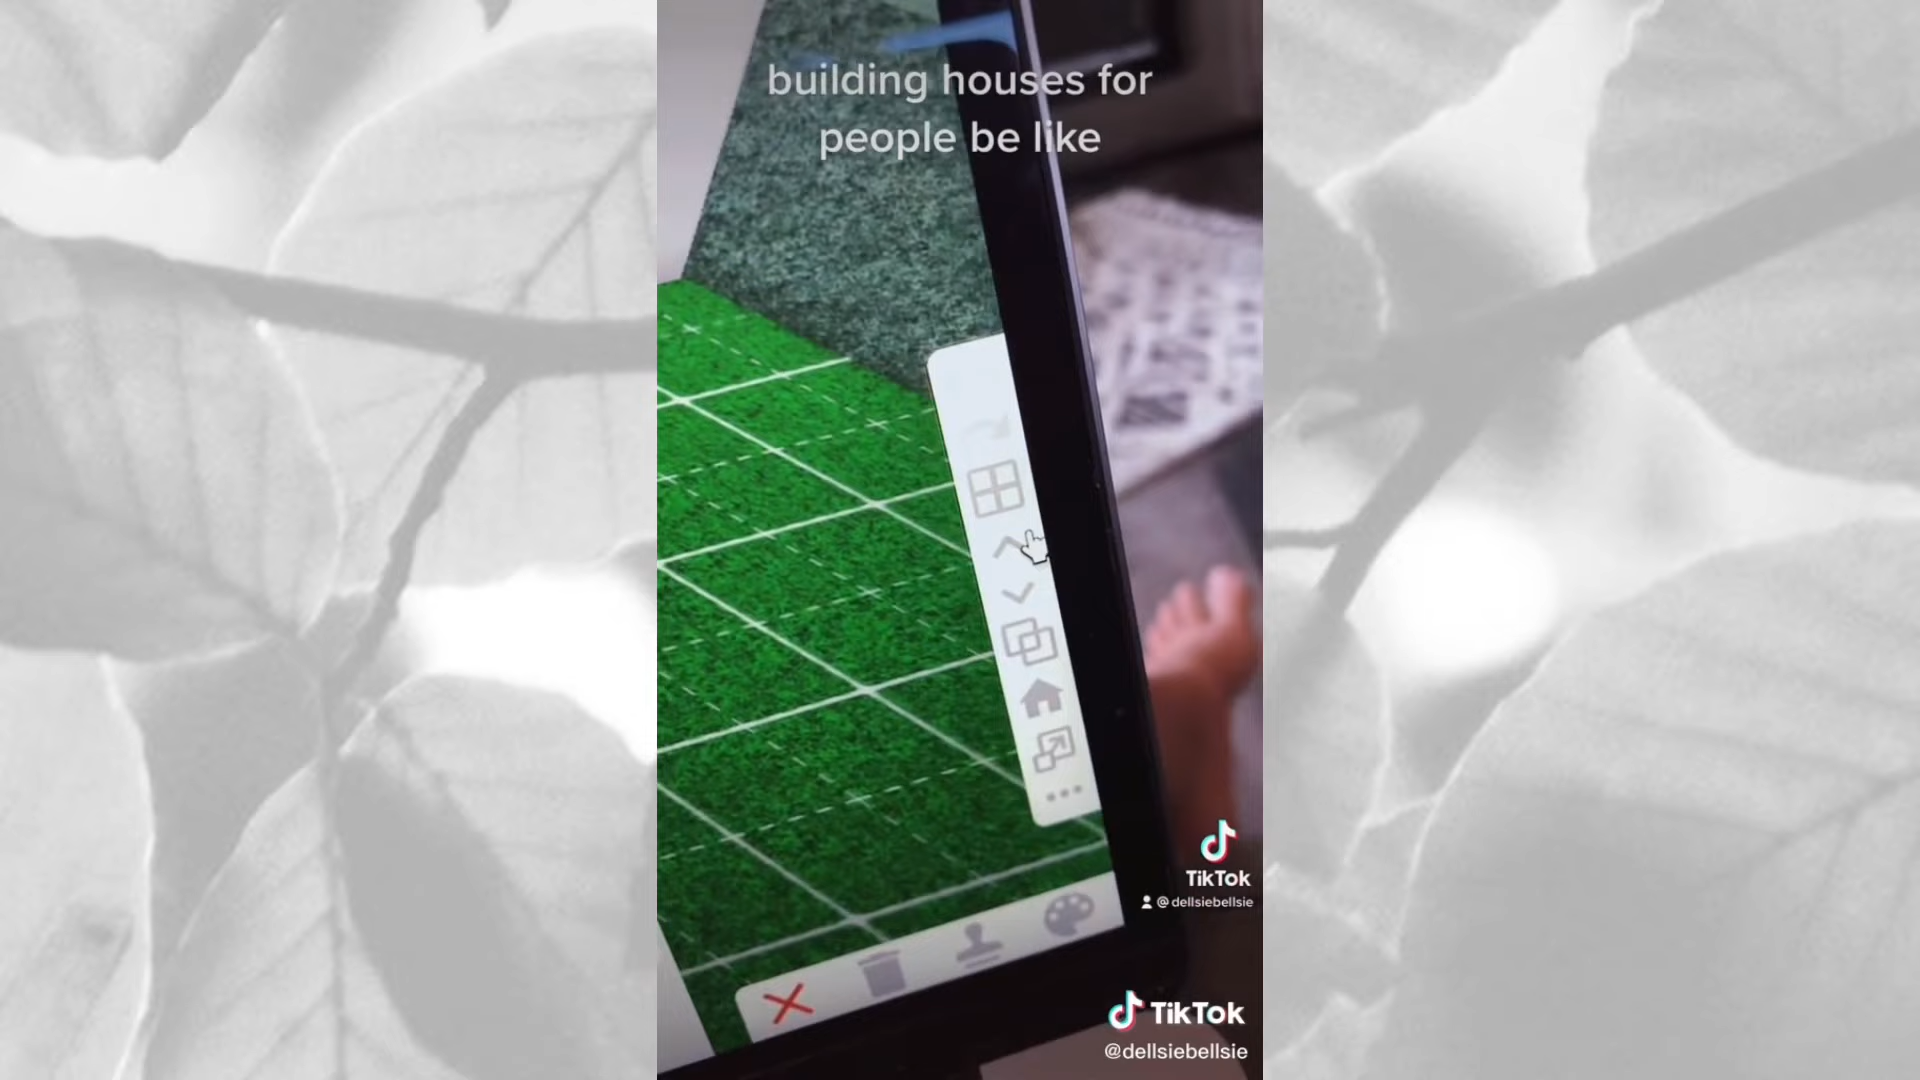 building houses for
people be like
TikTok
@dellsiebellsie
TikTok
@dellsiebellsie